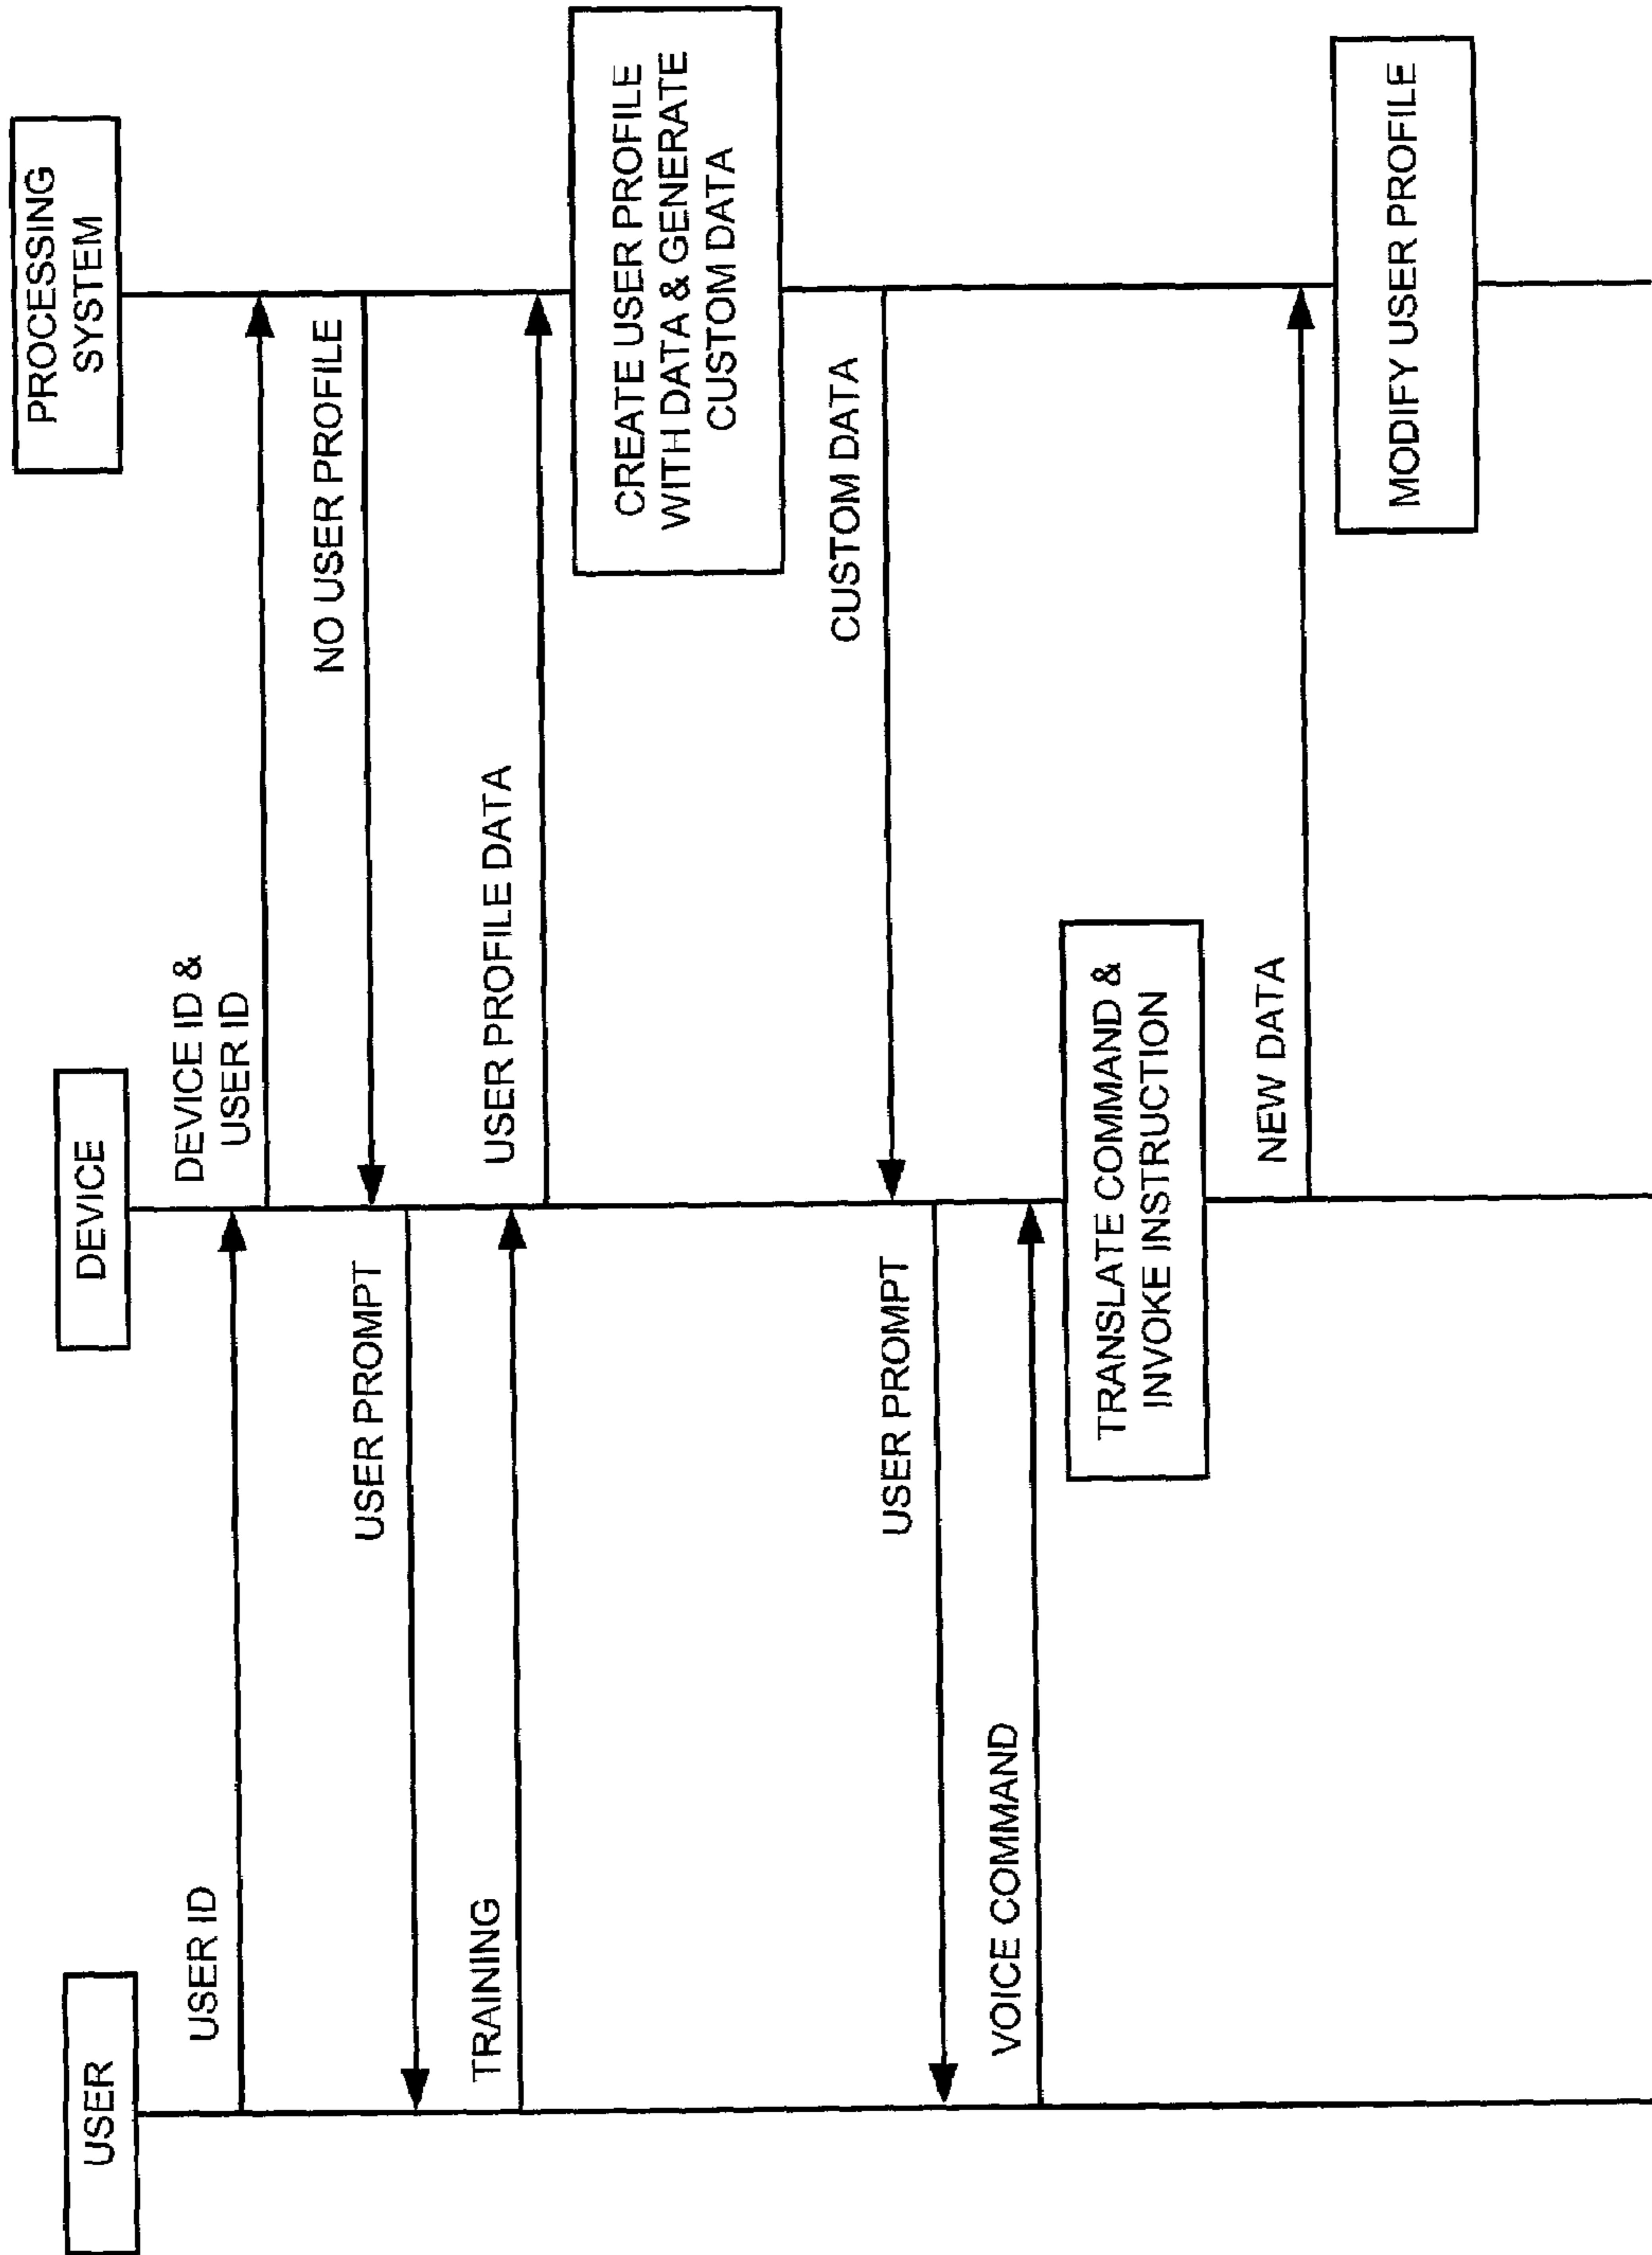 USER
DEVICE
PROCESSING
SYSTEM
USER ID
DEVICE ID &
USER ID
NO USER PROFILE
USER PROMPT
TRAINING
USER PROFILE DATA
CREATE USER PROFILE
WITH DATA & GENERATE
CUSTOM DATA
CUSTOM DATA
USER PROMPT
VOICE COMMAND
TRANSLATE COMMAND &
INVOKE INSTRUCTION
NEW DATA
MODIFY USER PROFILE